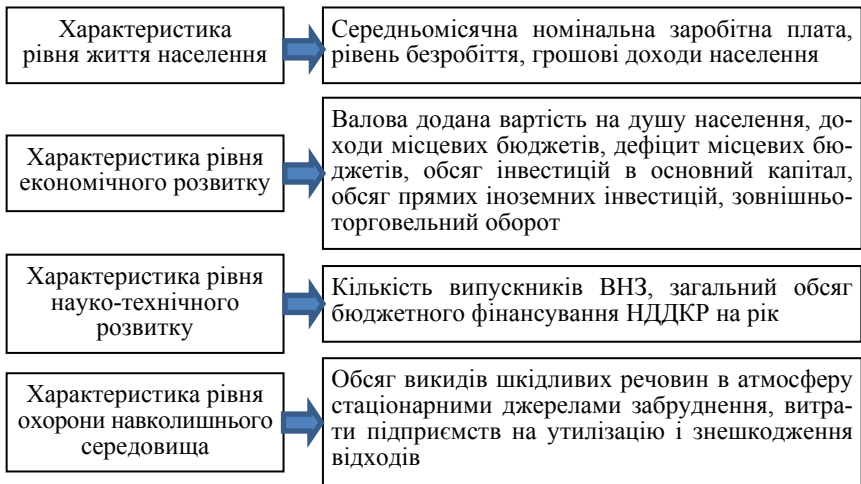 Характеристика
рівня життя населення
Середньомісячна номінальна заробітна плата,
рівень безробіття, грошові доходи населення
Характеристика рівня
економічного розвитку
Валова додана вартість на душу населення, до-
ходи місцевих бюджетів, дефіцит місцевих бю-
джетів, обсяг інвестицій в основний капітал,
обсяг прямих іноземних інвестицій, зовнішньо-
торговельний оборот
Характеристика рівня
науко-технічного
розвитку
Кількість випускників ВНЗ, загальний обсяг
бюджетного фінансування НДДКР на рік
Характеристика рівня
охорони навколишнього
середовища
Обсяг викидів шкідливих речовин в атмосферу
стаціонарними джерелами забруднення, витра-
ти підприємств на утилізацію і знешкодження
відходів